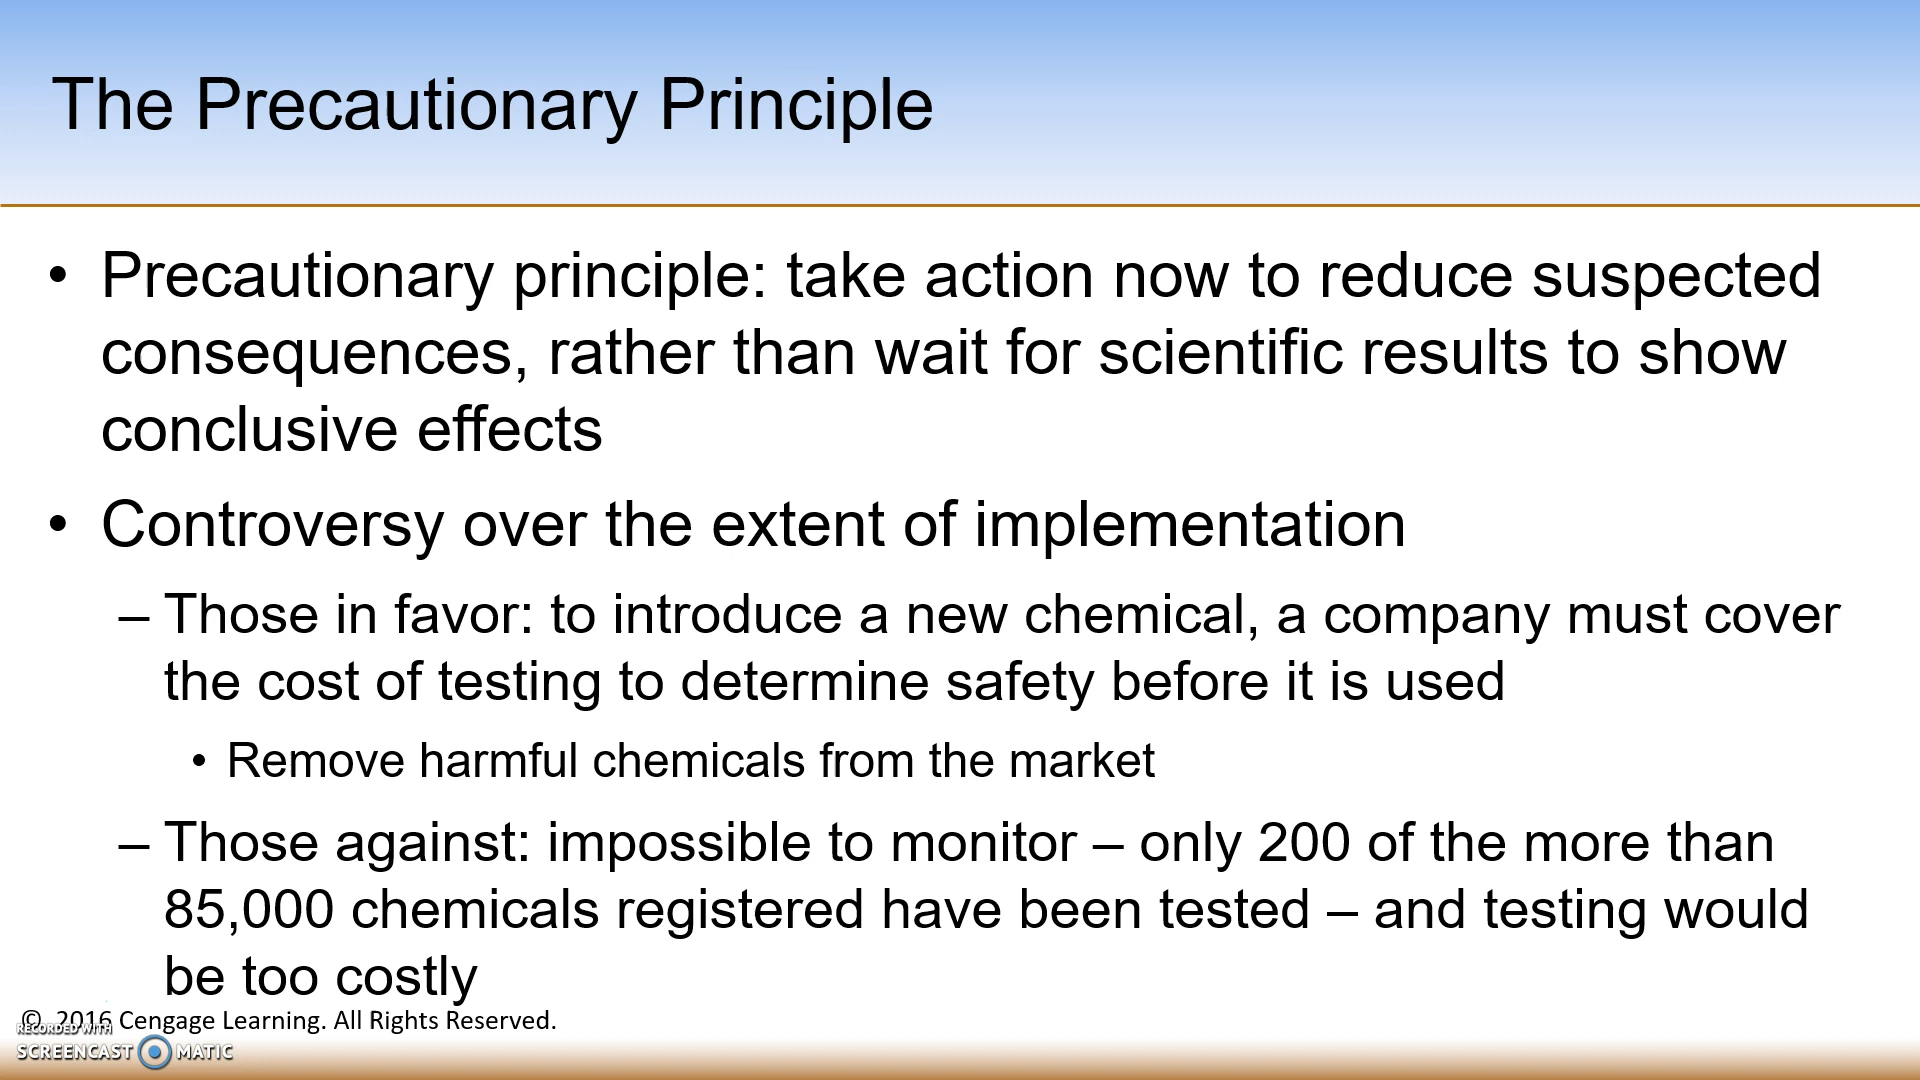 The Precautionary Principle
• Precautionary principle: take action now to reduce suspected
consequences, rather than wait for scientific results to show
conclusive effects
• Controversy over the extent of implementation
– Those in favor: to introduce a new chemical, a company must cover
the cost of testing to determine safety before it is used
• Remove harmful chemicals from the market
– Those against: impossible to monitor – only 200 of the more than
85,000 chemicals registered have been tested – and testing would
be too costly
© 2016 Cengage Learning. All Rights Reserved.
RECORDED WITH
SCREENCAST MATIC